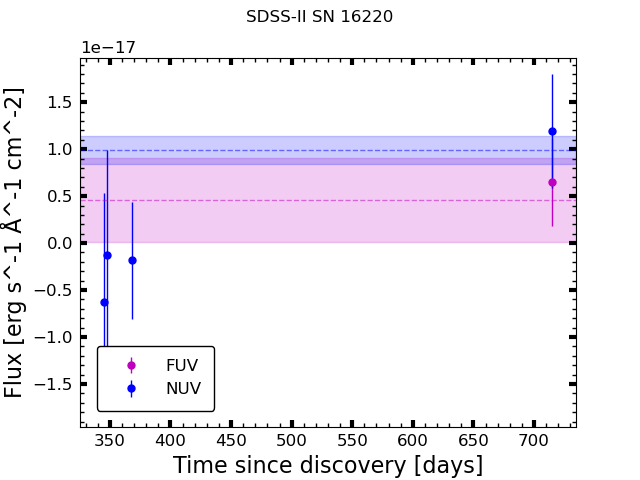 SDSS-II SN 16220
1e−17
1.5
1.0
0.5
0.0
−0.5
−1.0
−1.5
Flux [erg s^-1 Å^-1 cm^-2]
FUV
NUV
350 400 450 500 550 600 650 700
Time since discovery [days]